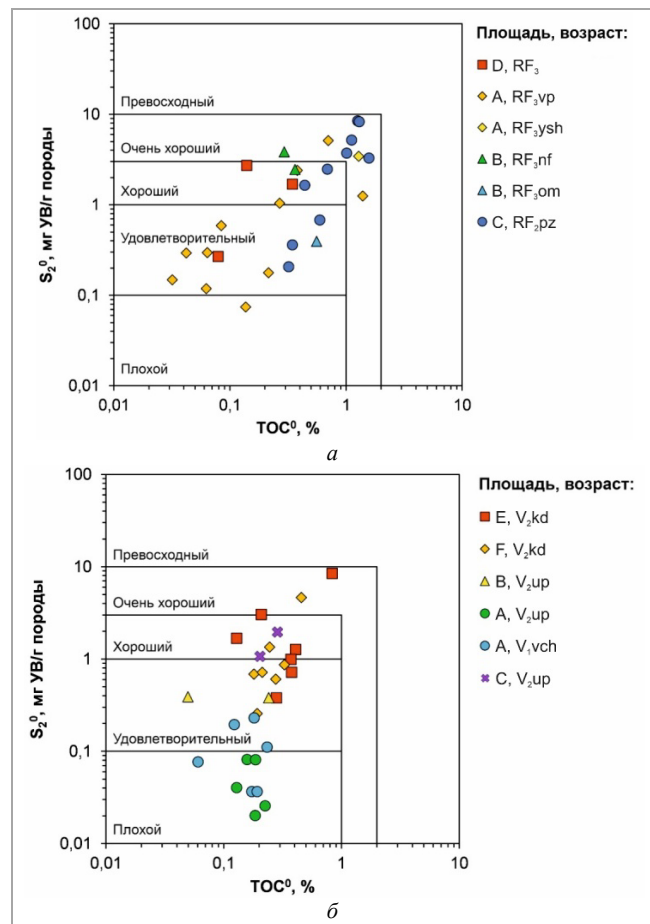 100
10
1
0,1
0,01
S₂⁰, мг УВ/г породы
Превосходный
Очень хороший
Хороший
Удовлетворительный
Плохой
0,01 0,1 1 10
TOC⁰, %
Площадь, возраст:
D, RF₃
A, RF₃vp
A, RF₃ysh
B, RF₃nf
B, RF₃om
C, RF₂pz
а
100
10
1
0,1
0,01
S₂⁰, мг УВ/г породы
Превосходный
Очень хороший
Хороший
Удовлетворительный
Плохой
0,01 0,1 1 10
TOC⁰, %
Площадь, возраст:
E, V₂kd
F, V₂kd
B, V₂up
A, V₂up
A, V₁vch
C, V₂up
б